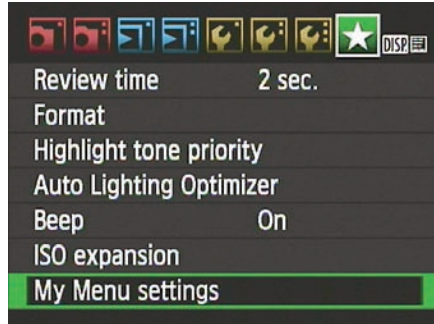 DISP.
Review time 2 sec.
Format
Highlight tone priority
Auto Lighting Optimizer
Beep On
ISO expansion
My Menu settings